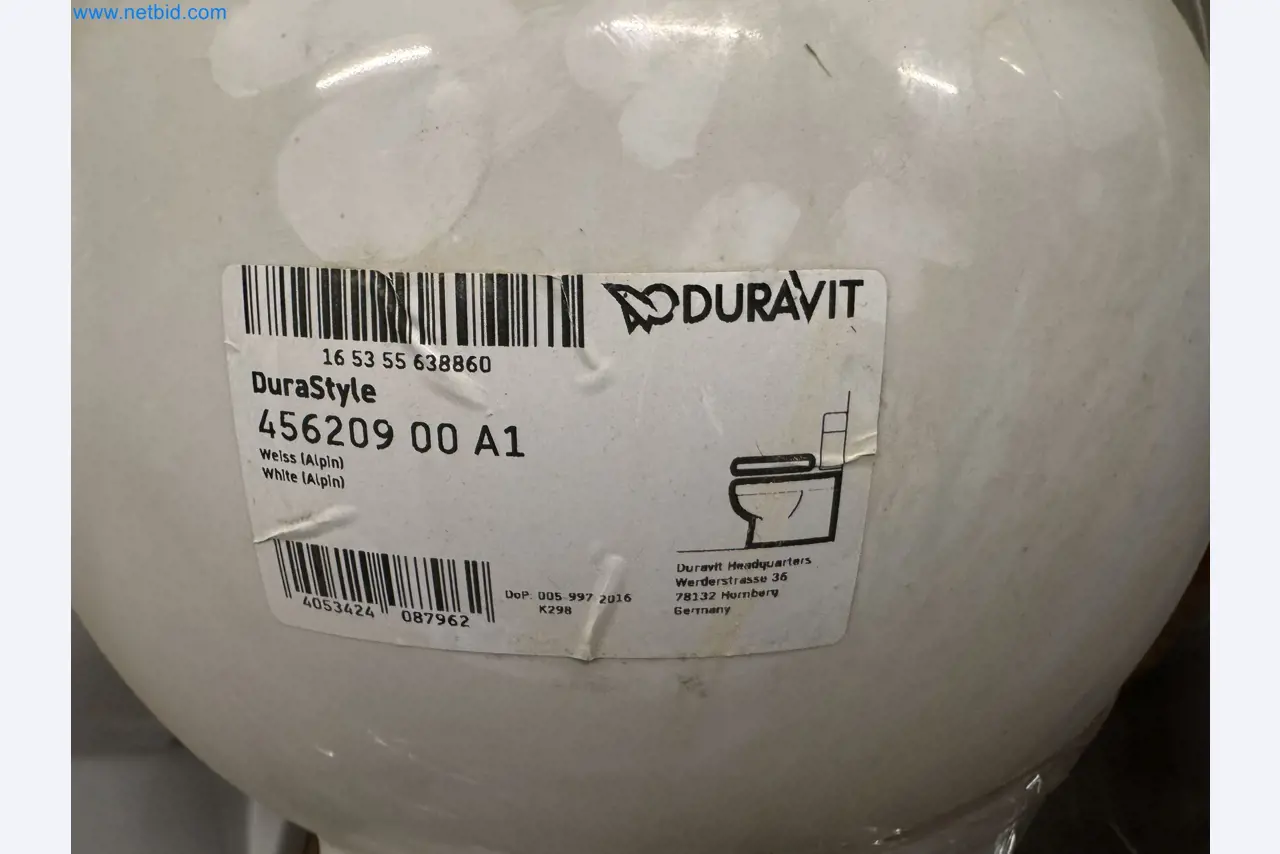 www.netbid.com
DURAVIT
16 53 55 638860
DuraStyle
456209 00 A1
Weiss (Alpin)
White (Alpin)
4053424 087962
DoP: 005 997 2016
K298
Duravit Headquarters
Werderstrasse 36
78132 Hornberg
Germany